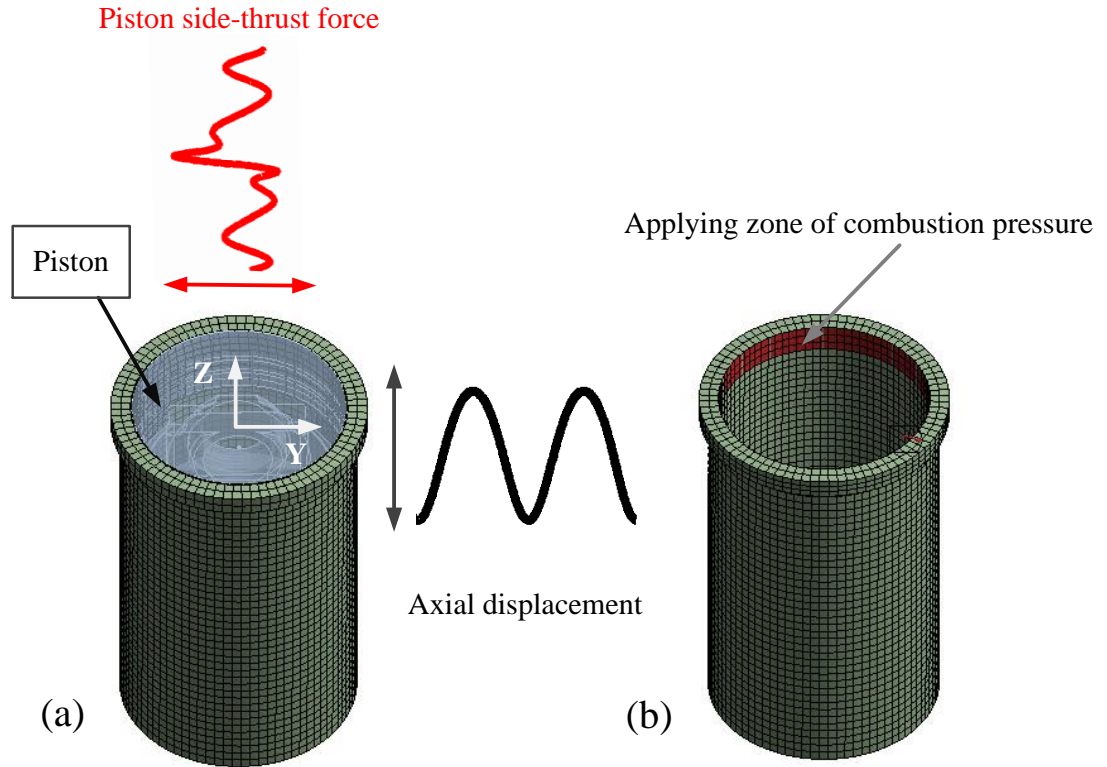 Piston side-thrust force
Applying zone of combustion pressure
Piston
Z
Y
Axial displacement
(a)
(b)